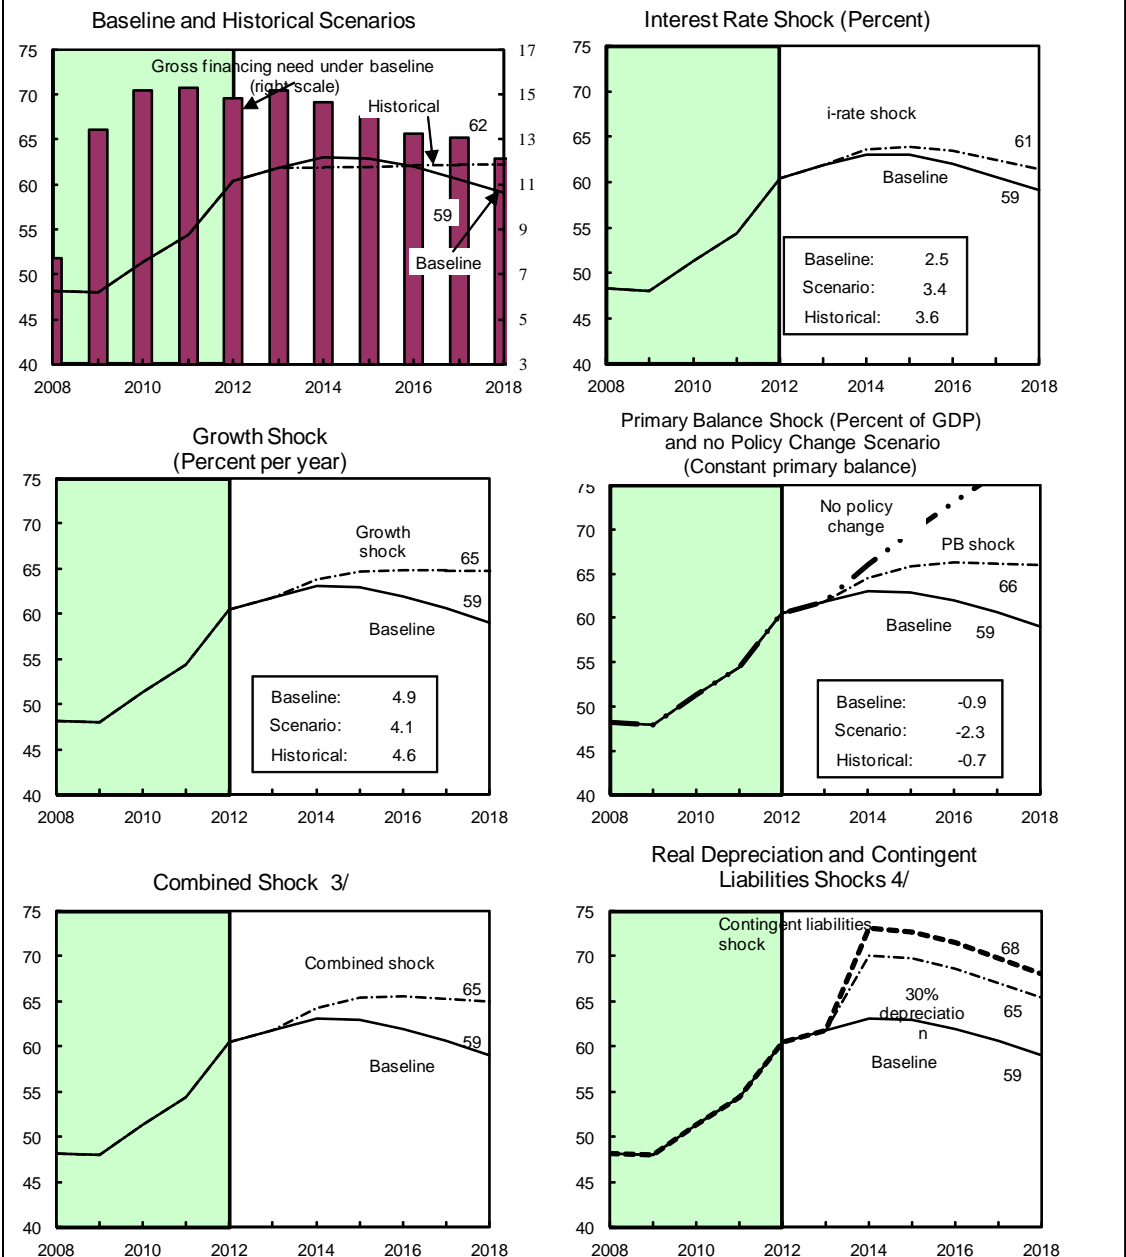 Baseline and Historical Scenarios
75
70
65
60
55
50
45
40
17
15
13
11
9
7
5
3
Gross financing need under baseline
(right scale)
Historical
62
59
Baseline
2008 2010 2012 2014 2016 2018
Interest Rate Shock (Percent)
75
70
65
60
55
50
45
40
i-rate shock
61
Baseline
59
Baseline: 2.5
Scenario: 3.4
Historical: 3.6
2008 2010 2012 2014 2016 2018
Growth Shock
(Percent per year)
75
70
65
60
55
50
45
40
Growth
shock
65
59
Baseline
Baseline: 4.9
Scenario: 4.1
Historical: 4.6
2008 2010 2012 2014 2016 2018
Primary Balance Shock (Percent of GDP)
and no Policy Change Scenario
(Constant primary balance)
75
70
65
60
55
50
45
40
No policy
change
PB shock
66
Baseline
59
Baseline: -0.9
Scenario: -2.3
Historical: -0.7
2008 2010 2012 2014 2016 2018
Combined Shock 3/
75
70
65
60
55
50
45
40
Combined shock
65
59
Baseline
2008 2010 2012 2014 2016 2018
Real Depreciation and Contingent
Liabilities Shocks 4/
75
70
65
60
55
50
45
40
Contingent liabilities
shock
68
30%
depreciatio
n
65
Baseline
59
2008 2010 2012 2014 2016 2018